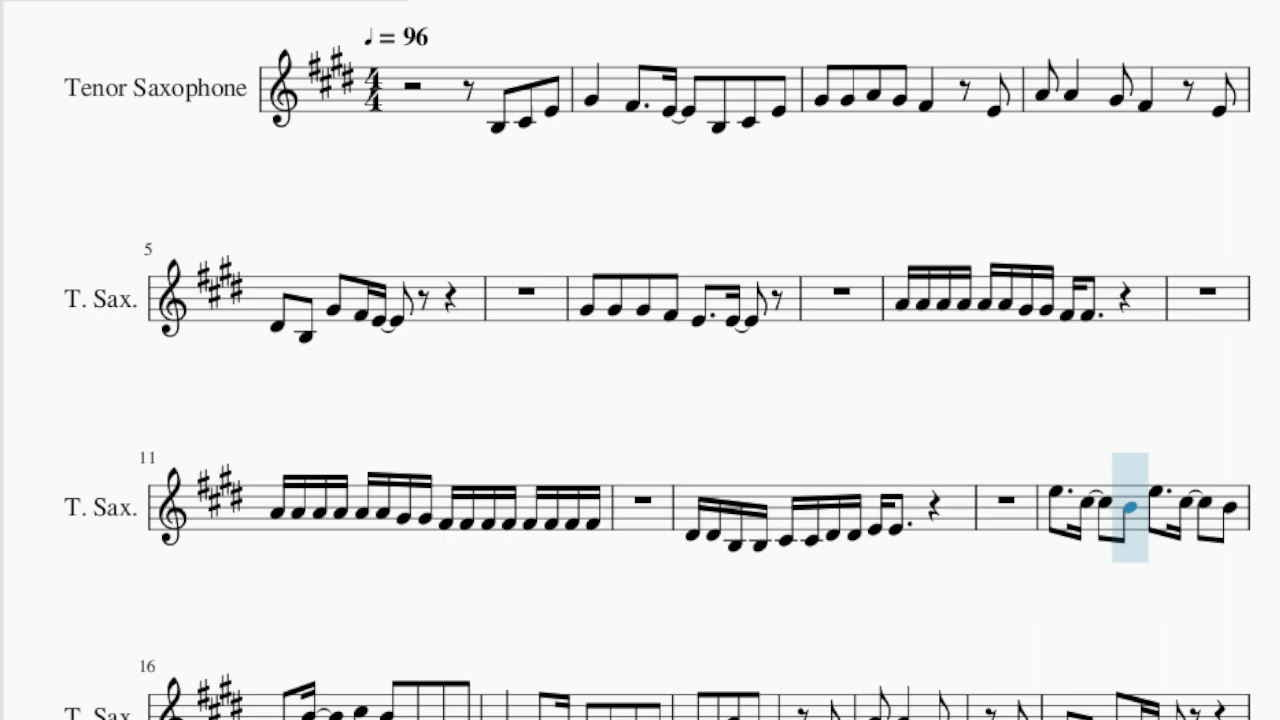 ♩ = 96
Tenor Saxophone
4
4
5
T. Sax.
11
T. Sax.
16
T. Sax.